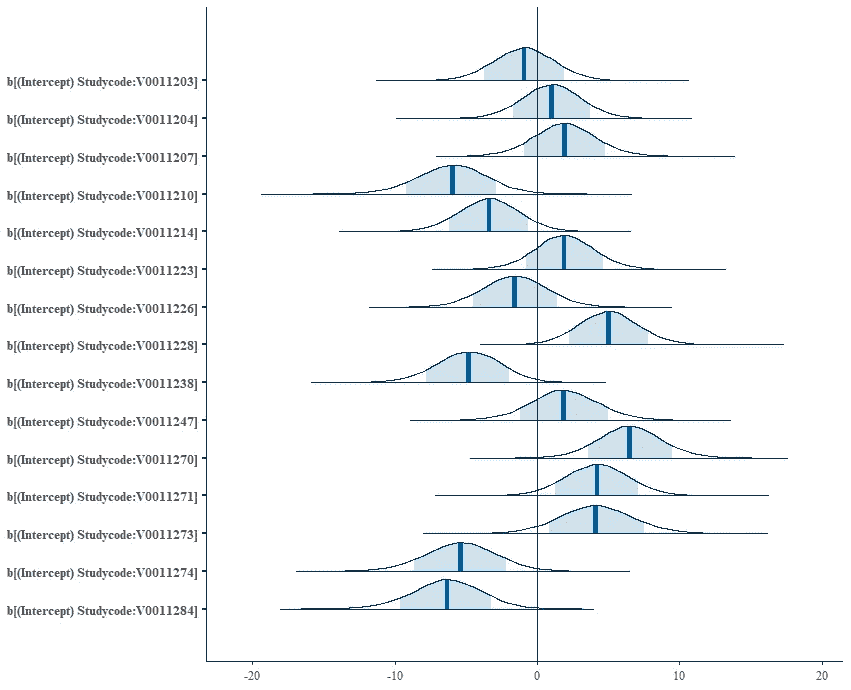 b[(Intercept) Studycode:V0011203]
b[(Intercept) Studycode:V0011204]
b[(Intercept) Studycode:V0011207]
b[(Intercept) Studycode:V0011210]
b[(Intercept) Studycode:V0011214]
b[(Intercept) Studycode:V0011223]
b[(Intercept) Studycode:V0011226]
b[(Intercept) Studycode:V0011228]
b[(Intercept) Studycode:V0011238]
b[(Intercept) Studycode:V0011247]
b[(Intercept) Studycode:V0011270]
b[(Intercept) Studycode:V0011271]
b[(Intercept) Studycode:V0011273]
b[(Intercept) Studycode:V0011274]
b[(Intercept) Studycode:V0011284]
-20 -10 0 10 20